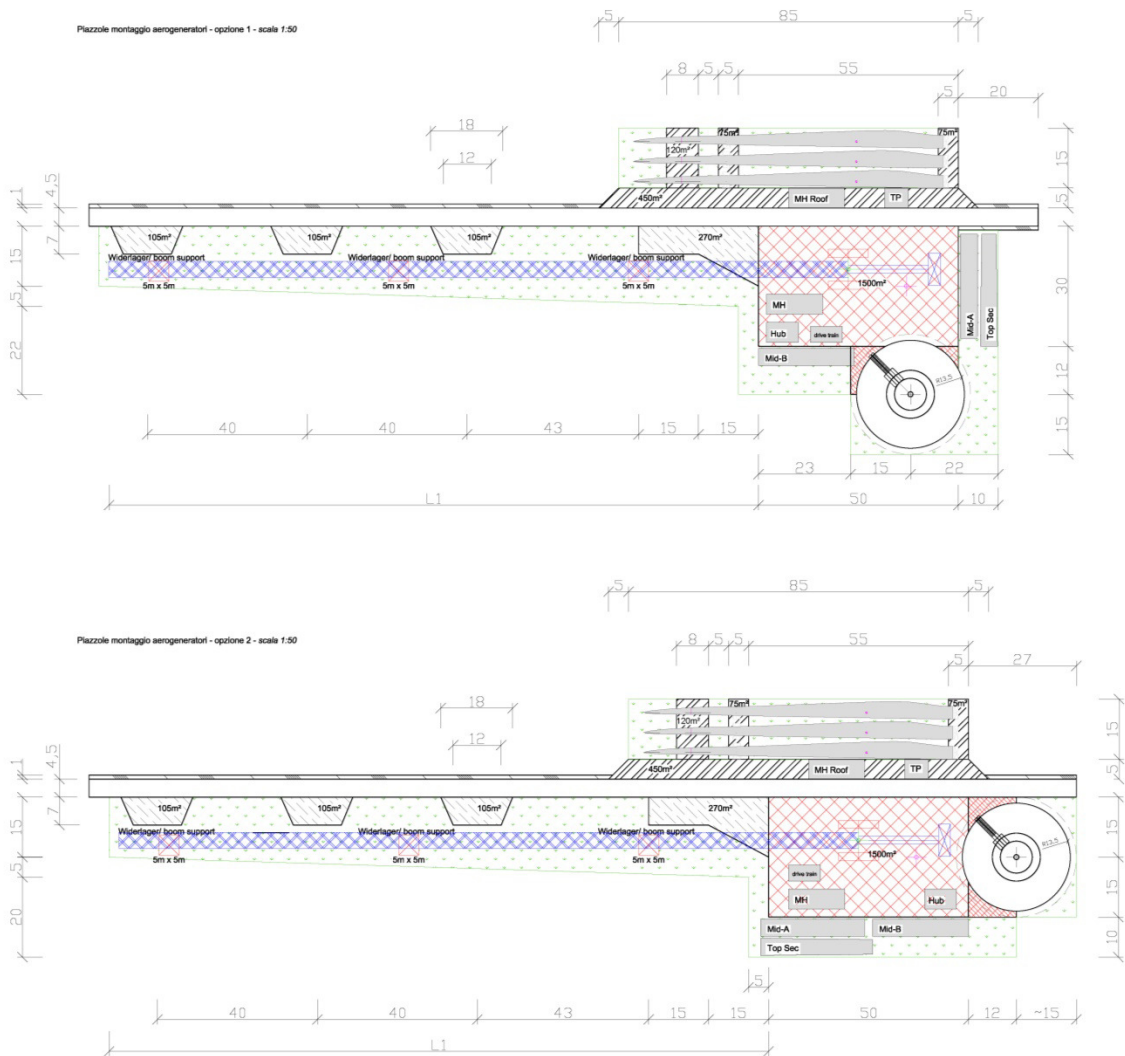 5 85 5
Piazzole montaggio aerogeneratori - opzione 1 - scala 1:50
8 5 5 55
5 20
18
12
75m²
75m²
120m²
15
1
4,5
450m²
MH Roof
TP
5
105m²
105m²
105m²
270m²
7
15
Widerlager/ boom support
Widerlager/ boom support
Widerlager/ boom support
5m x 5m
5m x 5m
5m x 5m
1500m²
30
5
MH
Mid-A
Top Sec
Hub
drive train
22
Mid-B
12
R13,5
40 40 43 15 15
15
23 15 22
L1 50 10
5 85 5
Piazzole montaggio aerogeneratori - opzione 2 - scala 1:50
8 5 5 55
5 27
18
12
75m²
75m²
120m²
15
1
4,5
450m²
MH Roof
TP
5
105m²
105m²
105m²
270m²
7
15
15
Widerlager/ boom support
Widerlager/ boom support
Widerlager/ boom support
R13,5
5m x 5m
5m x 5m
5m x 5m
1500m²
5
drive train
15
MH
Hub
20
Mid-A
Mid-B
10
Top Sec
5
40 40 43 15 15 50 12 ~15
L1